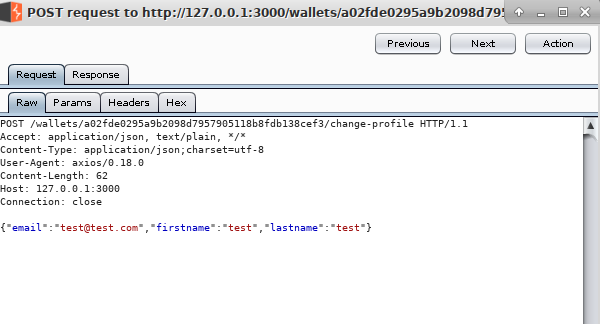 POST request to http://127.0.0.1:3000/wallets/a02fde0295a9b2098d795
Previous Next Action
Request Response
Raw Params Headers Hex
POST /wallets/a02fde0295a9b2098d7957905118b8fdb138cef3/change-profile HTTP/1.1
Accept: application/json, text/plain, */*
Content-Type: application/json;charset=utf-8
User-Agent: axios/0.18.0
Content-Length: 62
Host: 127.0.0.1:3000
Connection: close
{"email":"test@test.com","firstname":"test","lastname":"test"}